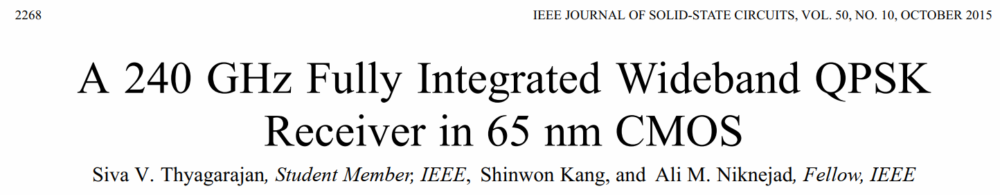 2268 IEEE JOURNAL OF SOLID-STATE CIRCUITS, VOL. 50, NO. 10, OCTOBER 2015
A 240 GHz Fully Integrated Wideband QPSK
Receiver in 65 nm CMOS
Siva V. Thyagarajan, Student Member, IEEE, Shinwon Kang, and Ali M. Niknejad, Fellow, IEEE